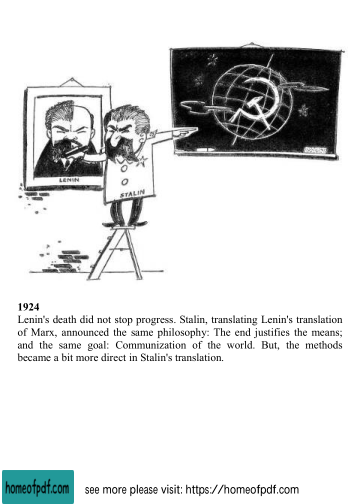 LENIN
STALIN
1924
Lenin's death did not stop progress. Stalin, translating Lenin's translation
of Marx, announced the same philosophy: The end justifies the means;
and the same goal: Communization of the world. But, the methods
became a bit more direct in Stalin's translation.
homeofpdf.com
see more please visit: https://homeofpdf.com